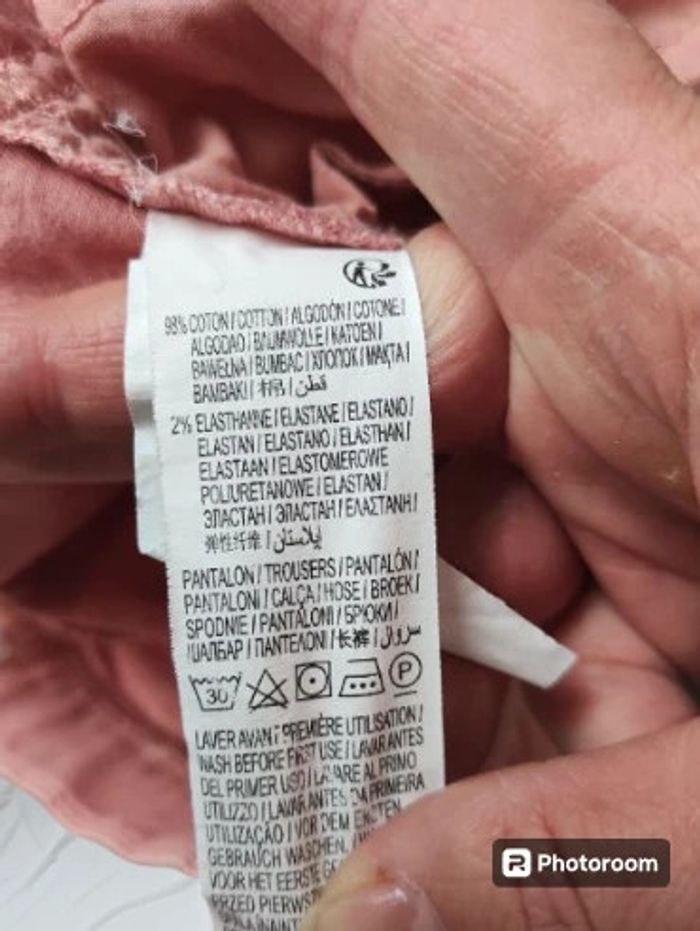 98% COTON / COTTON / ALGODÓN / COTONE /
ALGODAO / BAUMWOLLE / KATOEN /
BAWEŁNA / BUMBAC / ХЛОПОК / МАҚТА /
BAMBAKI / 棉 / قطن
2% ELASTHANNE / ELASTANE / ELASTANO /
ELASTAN / ELASTANO / ELASTHAN /
ELASTAAN / ELASTOMEROWE
POLIURETANOWE / ELASTAN /
ЭЛАСТАН / ЭЛАСТАН / ΕΛΑΣΤΑΝΗ /
弹性纤维 / إيلاستان
PANTALON / TROUSERS / PANTALÓN /
PANTALONI / CALÇA / HOSE / BROEK /
SPODNIE / PANTALONI / БРЮКИ /
ШАЛБАР / ΠΑΝΤΕΛΟΝΙ / 长裤 / سروال
30 P
LAVER AVANT PREMIÈRE UTILISATION /
WASH BEFORE FIRST USE / LAVAR ANTES
DEL PRIMER USO / LAVARE AL PRIMO
UTILIZZO / LAVAR ANTES DA PRIMEIRA
UTILIZAÇÃO / VOR DEM ERSTEN
GEBRAUCH WASCHEN.
VOOR HET EERSTE
Photoroom